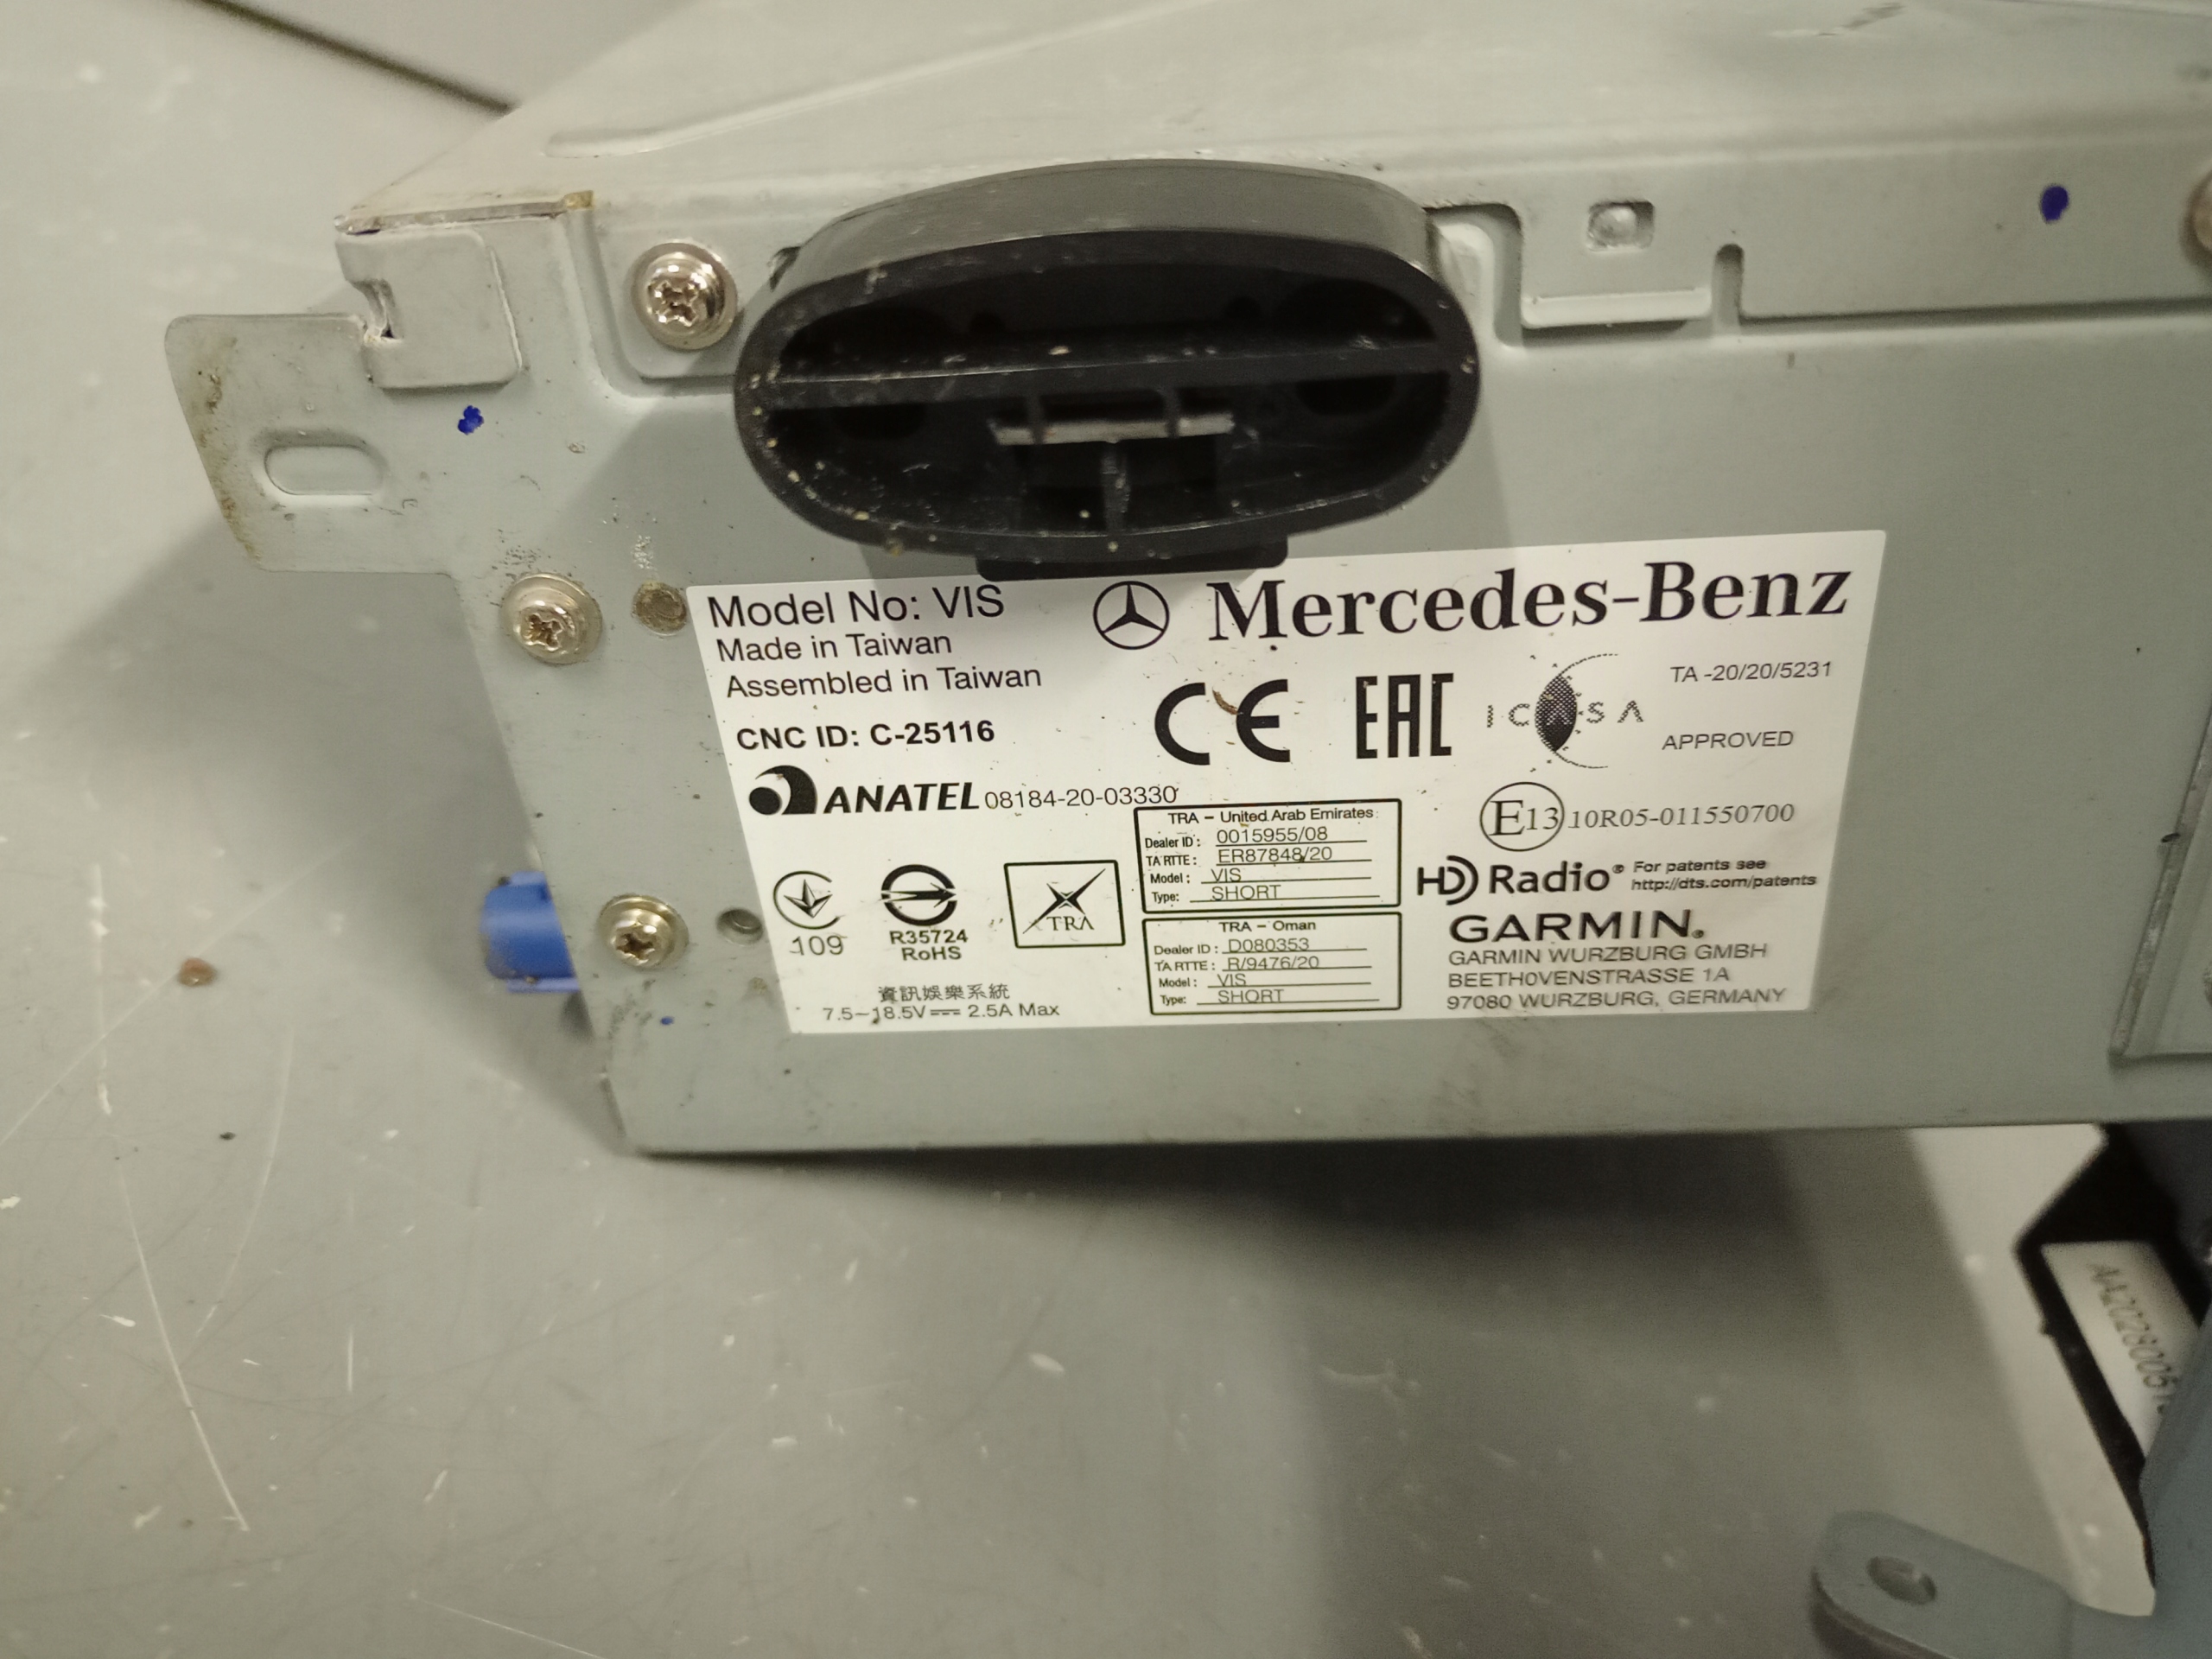 Model No: VIS
Made in Taiwan
Assembled in Taiwan
CNC ID: C-25116
ANATEL 08184-20-03330
109
R35724
RoHS
TRA
資訊娛樂系統
7.5~18.5V⎓ 2.5A Max
Mercedes-Benz
CE
EAC
ICASA
TA -20/20/5231
APPROVED
TRA - United Arab Emirates
Dealer ID: 0015955/08
TA RTTE: ER87848/20
Model: VIS
Type: SHORT
TRA - Oman
Dealer ID: D080353
TA RTTE: R/9476/20
Model: VIS
Type: SHORT
E13 10R05-011550700
HD Radio® For patents see
http://dts.com/patents
GARMIN.
GARMIN WURZBURG GMBH
BEETHOVENSTRASSE 1A
97080 WURZBURG, GERMANY